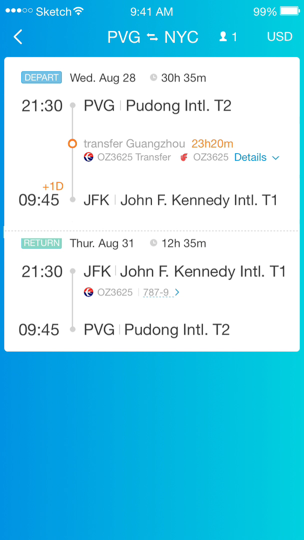 Sketch 9:41 AM 99%
PVG NYC 1 USD
DEPART Wed. Aug 28 30h 35m
21:30 PVG | Pudong Intl. T2
transfer Guangzhou 23h20m
OZ3625 Transfer OZ3625 Details
+1D
09:45 JFK | John F. Kennedy Intl. T1
RETURN Thur. Aug 31 12h 35m
21:30 JFK | John F. Kennedy Intl. T1
OZ3625 | 787-9
09:45 PVG | Pudong Intl. T2